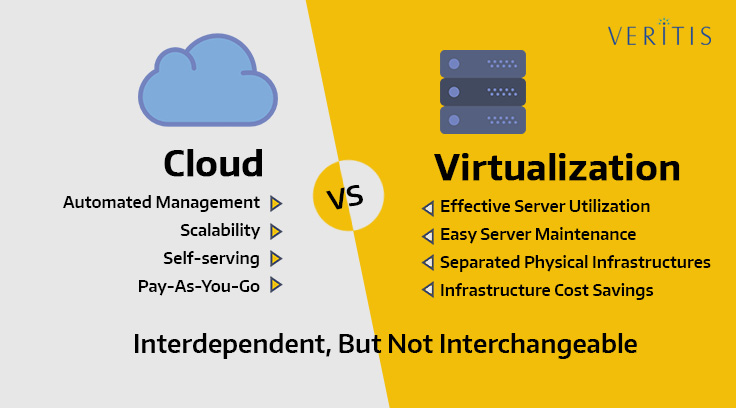 VERITIS
Cloud
Automated Management
Scalability
Self-serving
Pay-As-You-Go
VS
Virtualization
Effective Server Utilization
Easy Server Maintenance
Separated Physical Infrastructures
Infrastructure Cost Savings
Interdependent, But Not Interchangeable